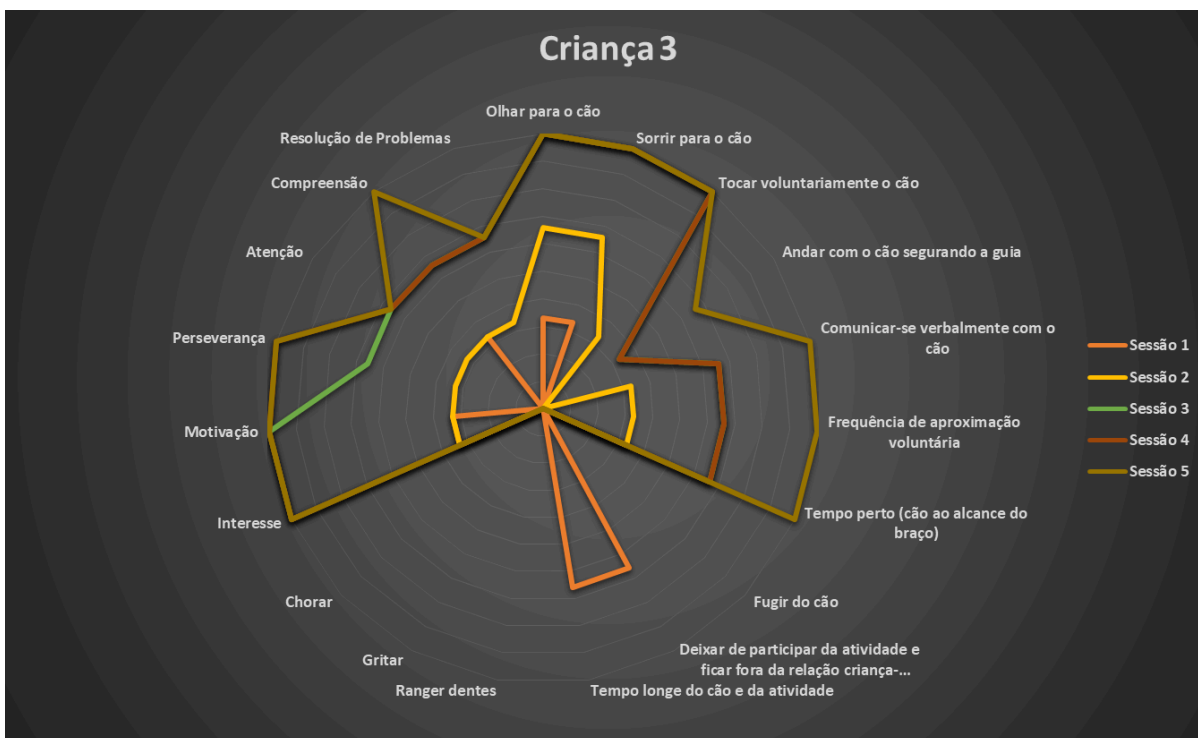 Criança 3
Olhar para o cão
Sorrir para o cão
Tocar voluntariamente o cão
Andar com o cão segurando a guia
Comunicar-se verbalmente com o
cão
Frequência de aproximação
voluntária
Tempo perto (cão ao alcance do
braço)
Fugir do cão
Deixar de participar da atividade e
ficar fora da relação criança-...
Tempo longe do cão e da atividade
Ranger dentes
Gritar
Chorar
Interesse
Motivação
Perseverança
Atenção
Compreensão
Resolução de Problemas
Sessão 1
Sessão 2
Sessão 3
Sessão 4
Sessão 5